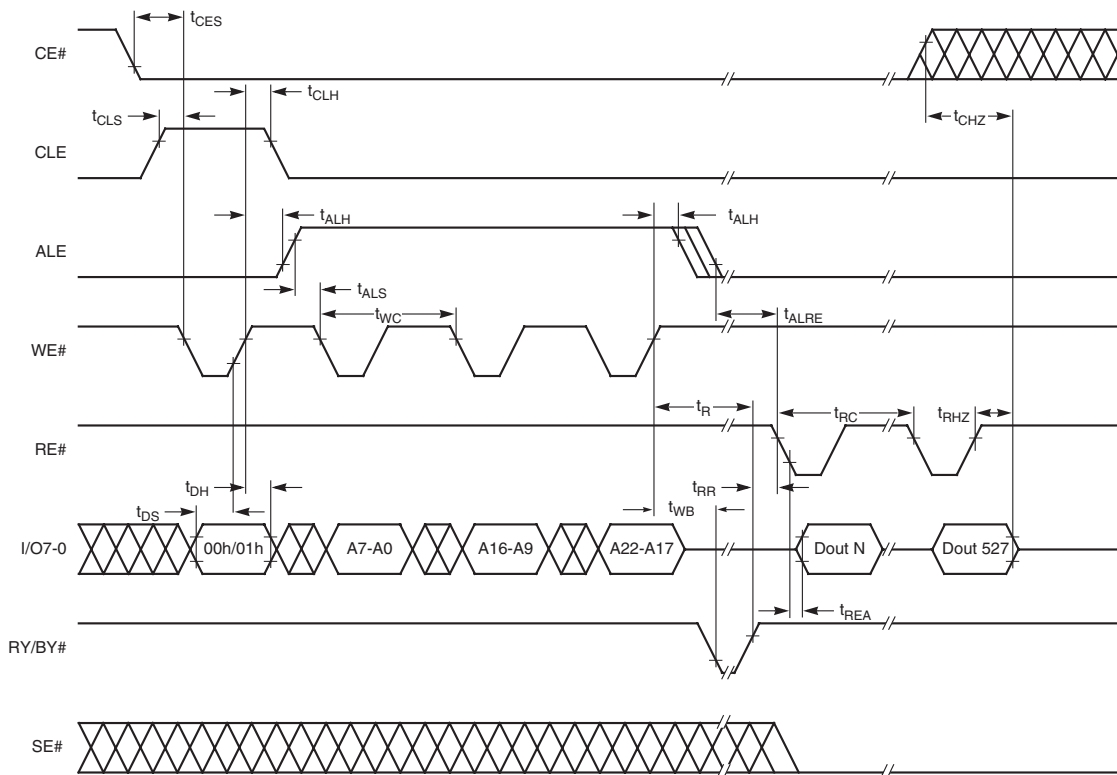 tCES
CE#
tCLH
tCLS
tCHZ
CLE
tALH
tALH
ALE
tALS
tWC
tALRE
WE#
tR
tRC
tRHZ
RE#
tDH
tRR
tDS
tWB
I/O7-0
00h/01h
A7-A0
A16-A9
A22-A17
Dout N
Dout 527
tREA
RY/BY#
SE#